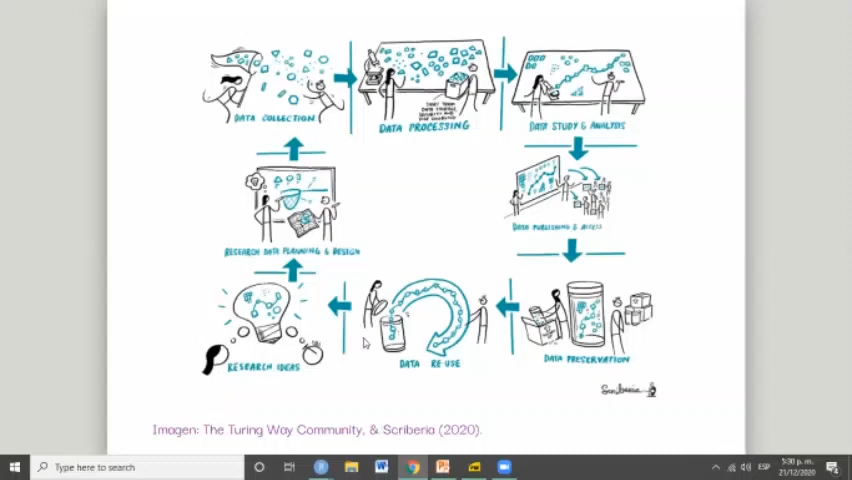 DATA COLLECTION
DATA PROCESSING
DATA STUDY & ANALYSIS
DATA PUBLISHING & ACCESS
RESEARCH DATA PLANNING & DESIGN
RESEARCH IDEAS
DATA RE-USE
DATA PRESERVATION
Scriberia
Imagen: The Turing Way Community, & Scriberia (2020).
Type here to search
ESP
5:30 p. m.
21/12/2020